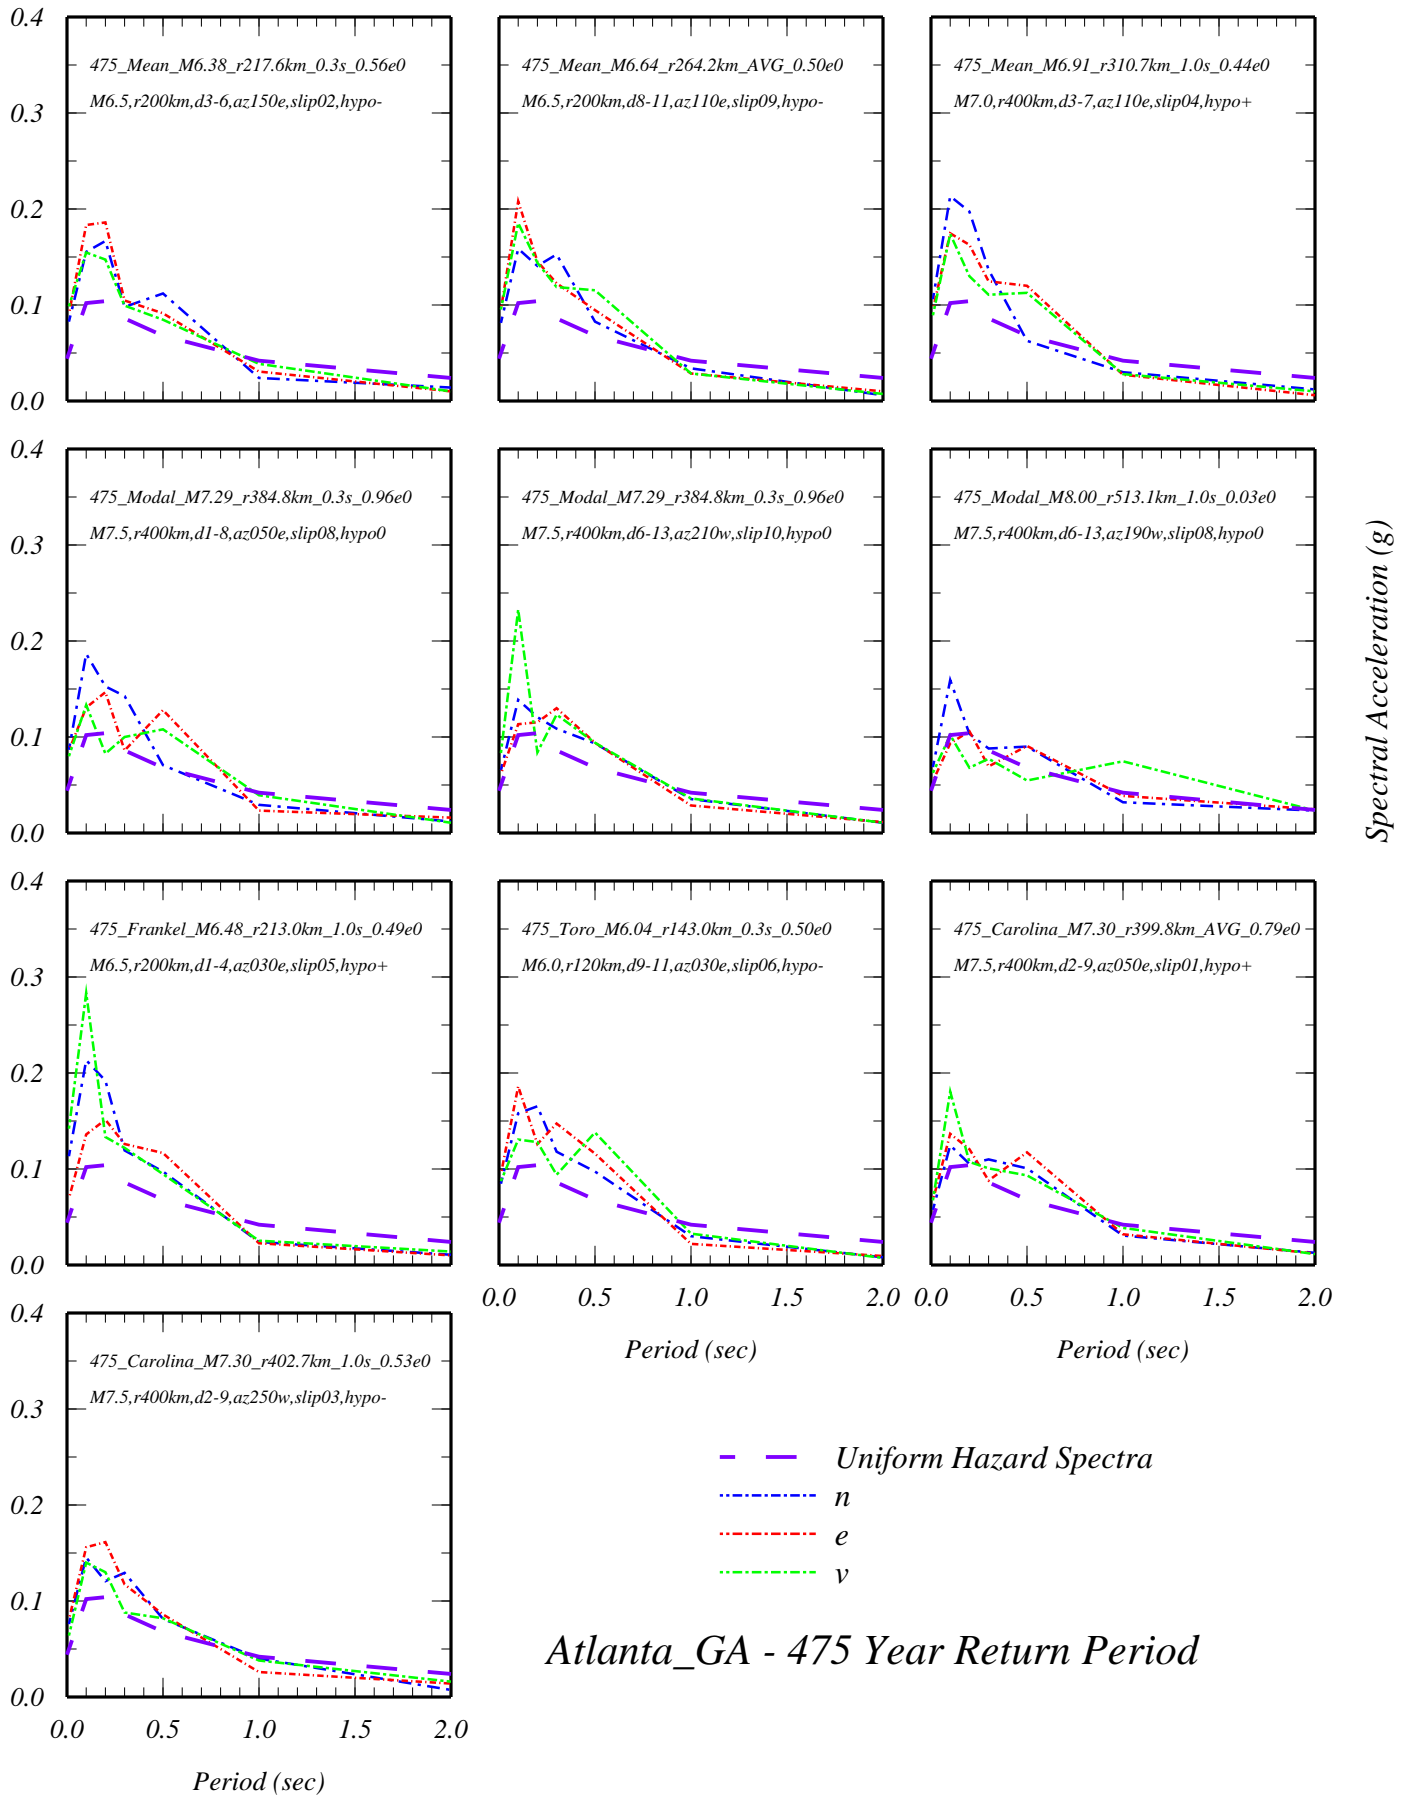 0.4
0.3
0.2
0.1
0.0
475_Mean_M6.38_r217.6km_0.3s_0.56e0
M6.5,r200km,d3-6,az150e,slip02,hypo-
475_Mean_M6.64_r264.2km_AVG_0.50e0
M6.5,r200km,d8-11,az110e,slip09,hypo-
475_Mean_M6.91_r310.7km_1.0s_0.44e0
M7.0,r400km,d3-7,az110e,slip04,hypo+
0.4
0.3
0.2
0.1
0.0
475_Modal_M7.29_r384.8km_0.3s_0.96e0
M7.5,r400km,d1-8,az050e,slip08,hypo0
475_Modal_M7.29_r384.8km_0.3s_0.96e0
M7.5,r400km,d6-13,az210w,slip10,hypo0
475_Modal_M8.00_r513.1km_1.0s_0.03e0
M7.5,r400km,d6-13,az190w,slip08,hypo0
Spectral Acceleration (g)
0.4
0.3
0.2
0.1
0.0
475_Frankel_M6.48_r213.0km_1.0s_0.49e0
M6.5,r200km,d1-4,az030e,slip05,hypo+
475_Toro_M6.04_r143.0km_0.3s_0.50e0
M6.0,r120km,d9-11,az030e,slip06,hypo-
475_Carolina_M7.30_r399.8km_AVG_0.79e0
M7.5,r400km,d2-9,az050e,slip01,hypo+
0.0 0.5 1.0 1.5 2.0
Period (sec)
0.0 0.5 1.0 1.5 2.0
Period (sec)
0.4
0.3
0.2
0.1
0.0
475_Carolina_M7.30_r402.7km_1.0s_0.53e0
M7.5,r400km,d2-9,az250w,slip03,hypo-
0.0 0.5 1.0 1.5 2.0
Period (sec)
Uniform Hazard Spectra
n
e
v
Atlanta_GA - 475 Year Return Period